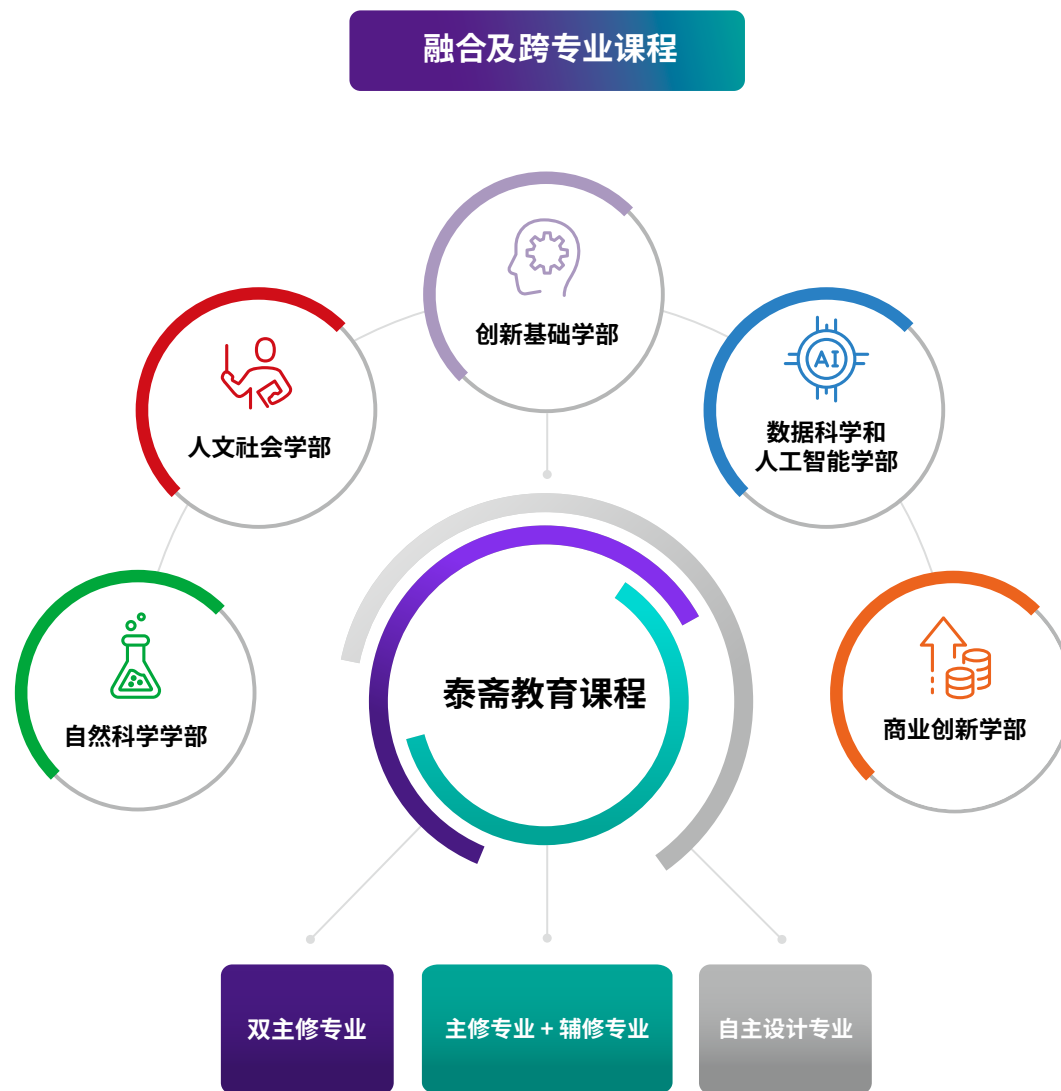 融合及跨专业课程
创新基础学部
人文社会学部
数据科学和
人工智能学部
自然科学学部
泰斋教育课程
商业创新学部
双主修专业
主修专业 + 辅修专业
自主设计专业
AI